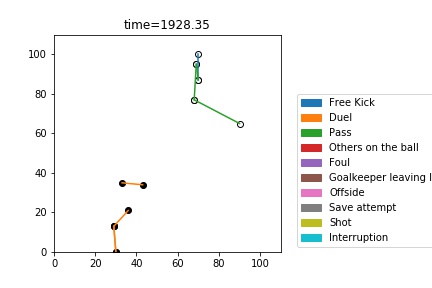 time=1928.35
100
80
60
40
20
0
0 20 40 60 80 100
Free Kick
Duel
Pass
Others on the ball
Foul
Goalkeeper leaving l
Offside
Save attempt
Shot
Interruption